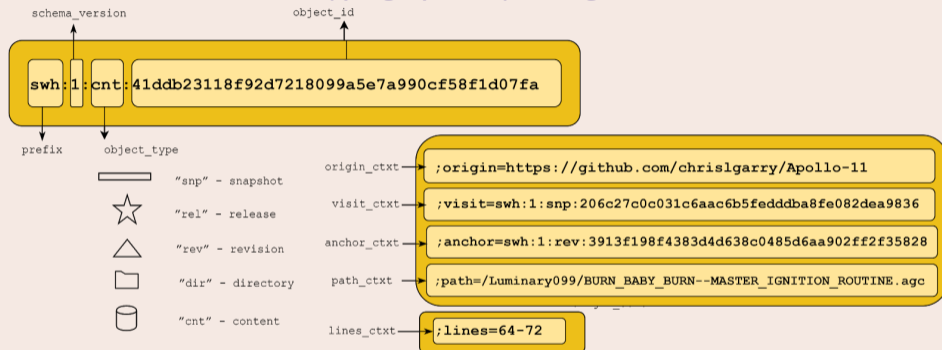 schema_version
object_id
swh:1:cnt:41ddb23118f92d7218099a5e7a990cf58f1d07fa
prefix
object_type
"snp" - snapshot
"rel" - release
"rev" - revision
"dir" - directory
"cnt" - content
origin_ctxt
;origin=https://github.com/chrislgarry/Apollo-11
visit_ctxt
;visit=swh:1:snp:206c27c0c031c6aac6b5fedddba8fe082dea9836
anchor_ctxt
;anchor=swh:1:rev:3913f198f4383d4d638c0485d6aa902ff2f35828
path_ctxt
;path=/Luminary099/BURN_BABY_BURN--MASTER_IGNITION_ROUTINE.agc
lines_ctxt
;lines=64-72